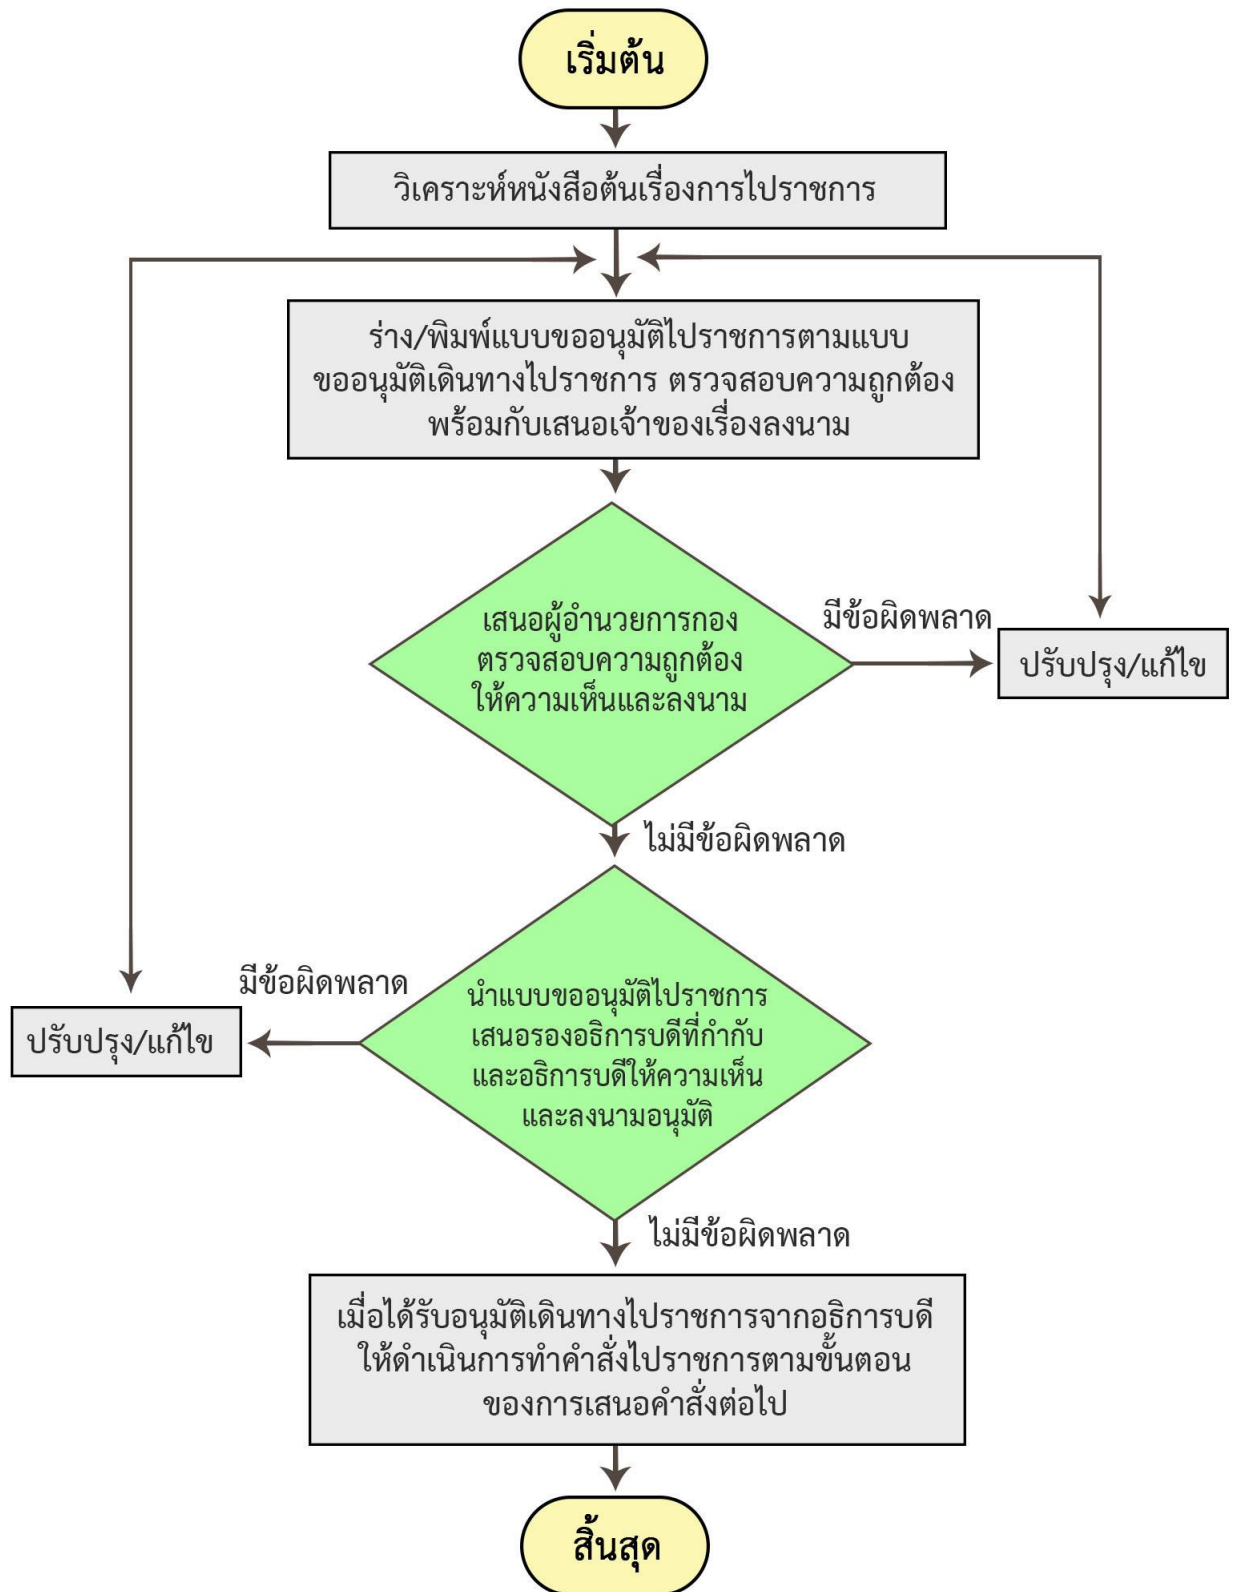 เริ่มต้น
วิเคราะห์หนังสือต้นเรื่องการไปราชการ
ร่าง/พิมพ์แบบขออนุมัติไปราชการตามแบบ
ขออนุมัติเดินทางไปราชการ ตรวจสอบความถูกต้อง
พร้อมกับเสนอเจ้าของเรื่องลงนาม
เสนอผู้อำนวยการกอง
ตรวจสอบความถูกต้อง
ให้ความเห็นและลงนาม
มีข้อผิดพลาด
ปรับปรุง/แก้ไข
ไม่มีข้อผิดพลาด
นำแบบขออนุมัติไปราชการ
เสนอรองอธิการบดีที่กำกับ
และอธิการบดีให้ความเห็น
และลงนามอนุมัติ
มีข้อผิดพลาด
ปรับปรุง/แก้ไข
ไม่มีข้อผิดพลาด
เมื่อได้รับอนุมัติเดินทางไปราชการจากอธิการบดี
ให้ดำเนินการทำคำสั่งไปราชการตามขั้นตอน
ของการเสนอคำสั่งต่อไป
สิ้นสุด